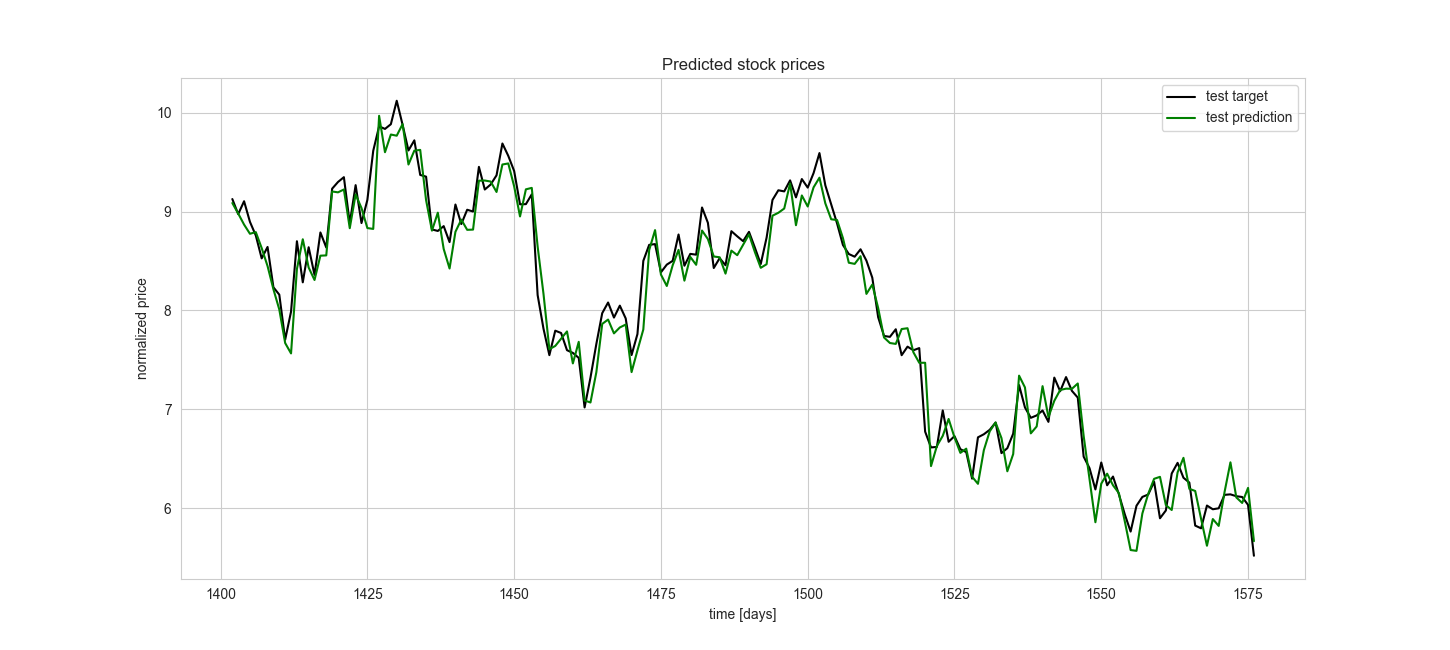 Predicted stock prices
test target
test prediction
normalized price
10
9
8
7
6
1400 1425 1450 1475 1500 1525 1550 1575
time [days]